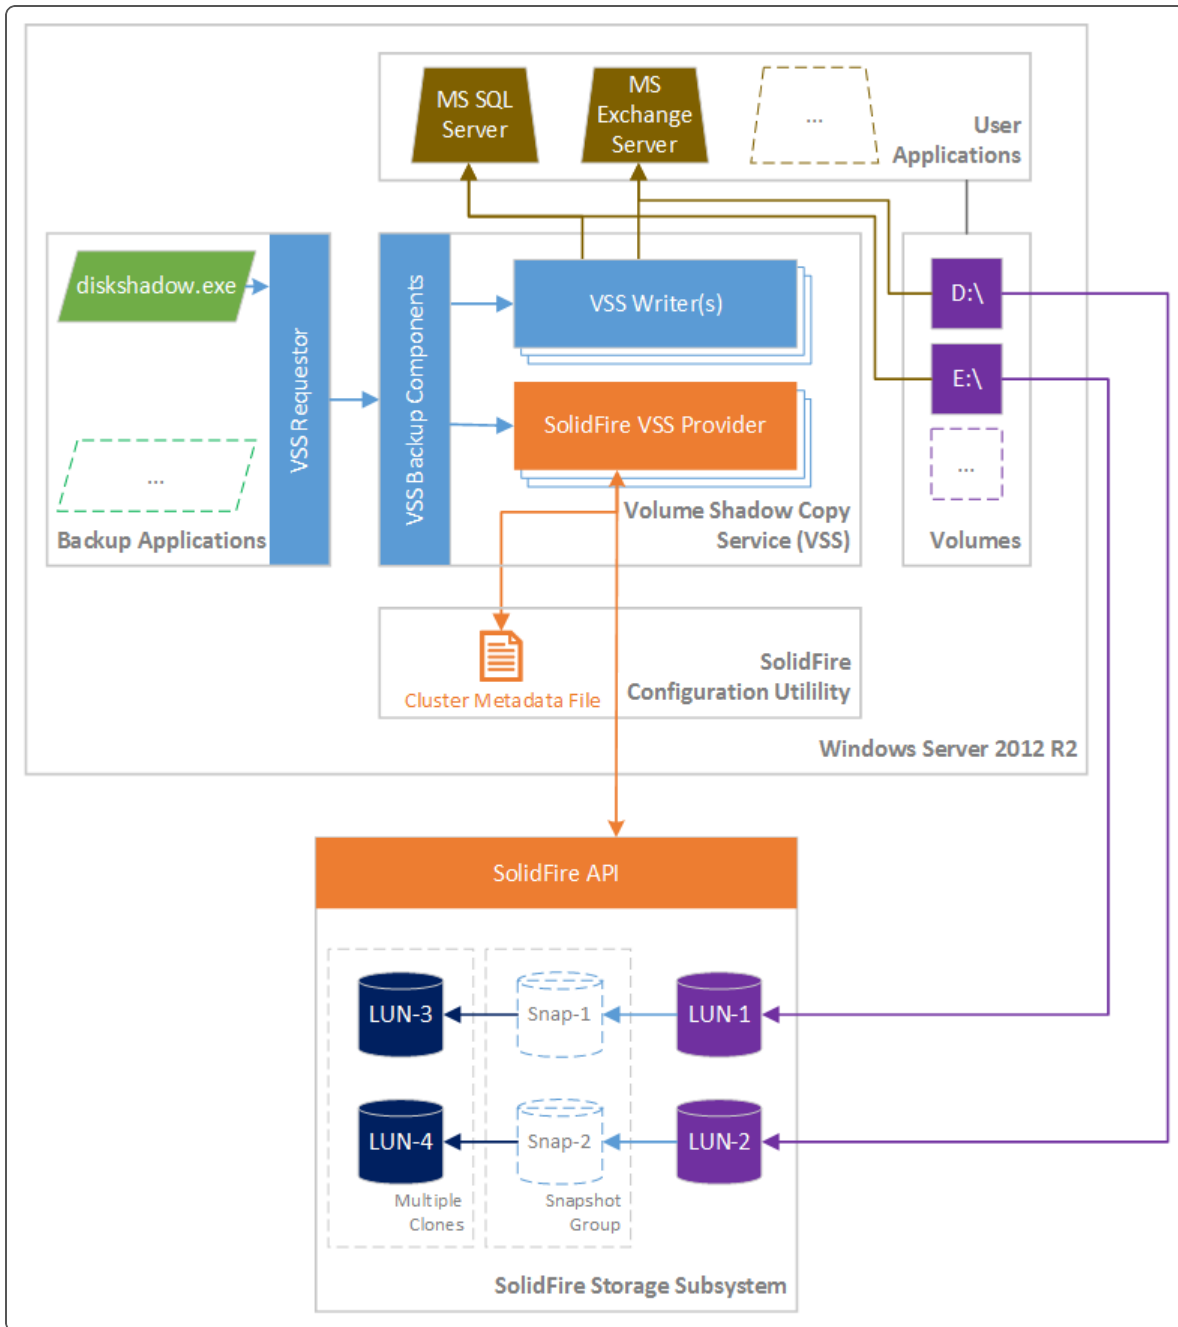 MS SQL
Server
MS
Exchange
Server
...
User
Applications
diskshadow.exe
...
Backup Applications
VSS Requestor
VSS Backup Components
VSS Writer(s)
SolidFire VSS Provider
Volume Shadow Copy
Service (VSS)
D:\
E:\
...
Volumes
Cluster Metadata File
SolidFire
Configuration Utilility
Windows Server 2012 R2
SolidFire API
LUN-3
Snap-1
LUN-1
LUN-4
Snap-2
LUN-2
Multiple
Clones
Snapshot
Group
SolidFire Storage Subsystem